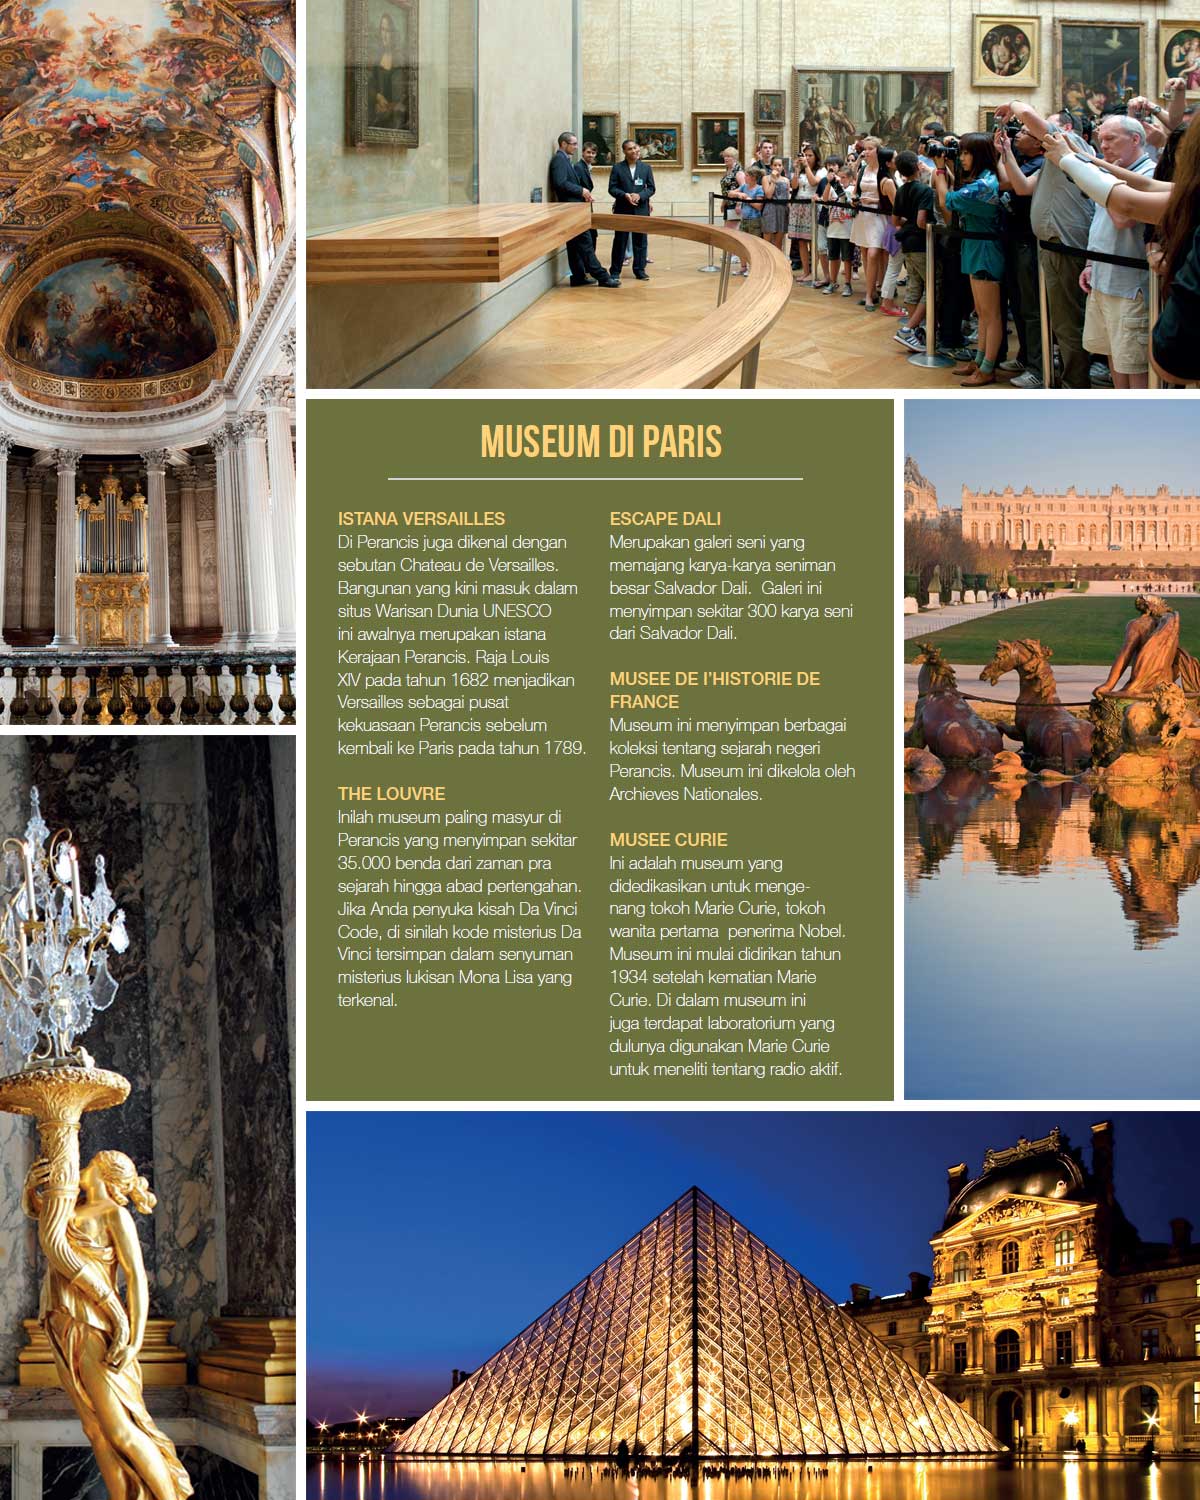 MUSEUM DI PARIS
ISTANA VERSAILLES
Di Perancis juga dikenal dengan
sebutan Chateau de Versailles.
Bangunan yang kini masuk dalam
situs Warisan Dunia UNESCO
ini awalnya merupakan istana
Kerajaan Perancis. Raja Louis
XIV pada tahun 1682 menjadikan
Versailles sebagai pusat
kekuasaan Perancis sebelum
kembali ke Paris pada tahun 1789.
THE LOUVRE
Inilah museum paling masyur di
Perancis yang menyimpan sekitar
35.000 benda dari zaman pra
sejarah hingga abad pertengahan.
Jika Anda penyuka kisah Da Vinci
Code, di sinilah kode misterius Da
Vinci tersimpan dalam senyuman
misterius lukisan Mona Lisa yang
terkenal.
ESCAPE DALI
Merupakan galeri seni yang
memajang karya-karya seniman
besar Salvador Dali.  Galeri ini
menyimpan sekitar 300 karya seni
dari Salvador Dali.
MUSEE DE I'HISTORIE DE
FRANCE
Museum ini menyimpan berbagai
koleksi tentang sejarah negeri
Perancis. Museum ini dikelola oleh
Archieves Nationales.
MUSEE CURIE
Ini adalah museum yang
didedikasikan untuk menge-
nang tokoh Marie Curie, tokoh
wanita pertama  penerima Nobel.
Museum ini mulai didirikan tahun
1934 setelah kematian Marie
Curie. Di dalam museum ini
juga terdapat laboratorium yang
dulunya digunakan Marie Curie
untuk meneliti tentang radio aktif.